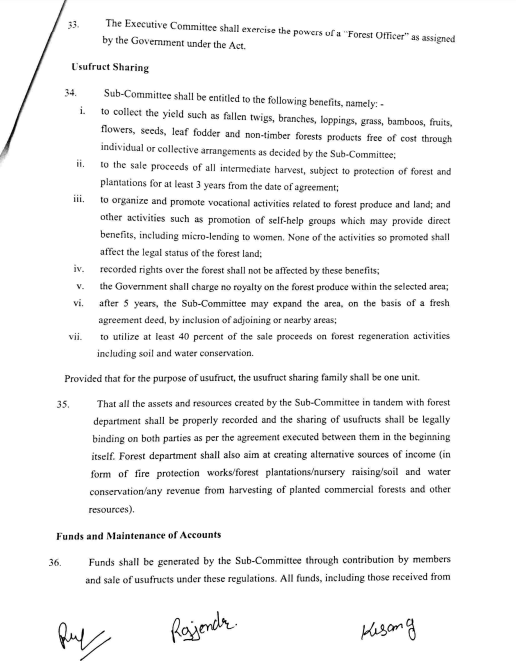 33. The Executive Committee shall exercise the powers of a "Forest Officer" as assigned
by the Government under the Act.
Usufruct Sharing
34. Sub-Committee shall be entitled to the following benefits, namely: -
i. to collect the yield such as fallen twigs, branches, loppings, grass, bamboos, fruits,
flowers, seeds, leaf fodder and non-timber forests products free of cost through
individual or collective arrangements as decided by the Sub-Committee;
ii. to the sale proceeds of all intermediate harvest, subject to protection of forest and
plantations for at least 3 years from the date of agreement;
iii. to organize and promote vocational activities related to forest produce and land; and
other activities such as promotion of self-help groups which may provide direct
benefits, including micro-lending to women. None of the activities so promoted shall
affect the legal status of the forest land;
iv. recorded rights over the forest shall not be affected by these benefits;
v. the Government shall charge no royalty on the forest produce within the selected area;
vi. after 5 years, the Sub-Committee may expand the area, on the basis of a fresh
agreement deed, by inclusion of adjoining or nearby areas;
vii. to utilize at least 40 percent of the sale proceeds on forest regeneration activities
including soil and water conservation.
Provided that for the purpose of usufruct, the usufruct sharing family shall be one unit.
35. That all the assets and resources created by the Sub-Committee in tandem with forest
department shall be properly recorded and the sharing of usufructs shall be legally
binding on both parties as per the agreement executed between them in the beginning
itself. Forest department shall also aim at creating alternative sources of income (in
form of fire protection works/forest plantations/nursery raising/soil and water
conservation/any revenue from harvesting of planted commercial forests and other
resources).
Funds and Maintenance of Accounts
36. Funds shall be generated by the Sub-Committee through contribution by members
and sale of usufructs under these regulations. All funds, including those received from
Rajendr. Kesang